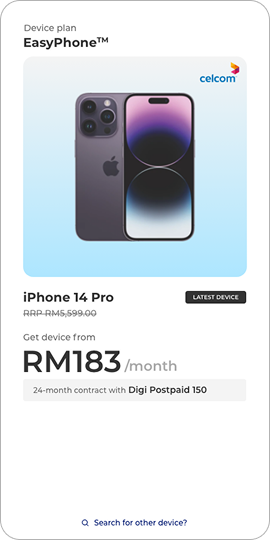 Device plan
EasyPhone™
celcom
iPhone 14 Pro
LATEST DEVICE
RRP RM5,599.00
Get device from
RM183 /month
24-month contract with Digi Postpaid 150
Search for other device?